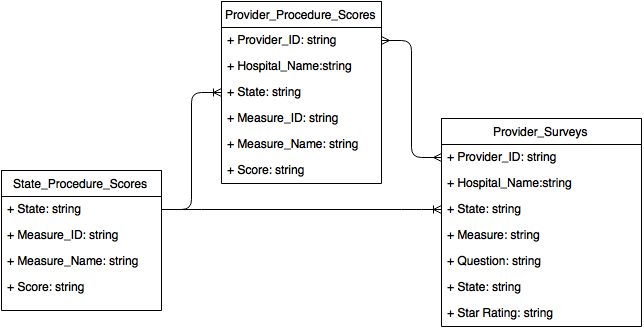 Provider_Procedure_Scores
+ Provider_ID: string
+ Hospital_Name:string
+ State: string
+ Measure_ID: string
+ Measure_Name: string
+ Score: string
Provider_Surveys
+ Provider_ID: string
+ Hospital_Name:string
+ State: string
+ Measure: string
+ Question: string
+ State: string
+ Star Rating: string
State_Procedure_Scores
+ State: string
+ Measure_ID: string
+ Measure_Name: string
+ Score: string